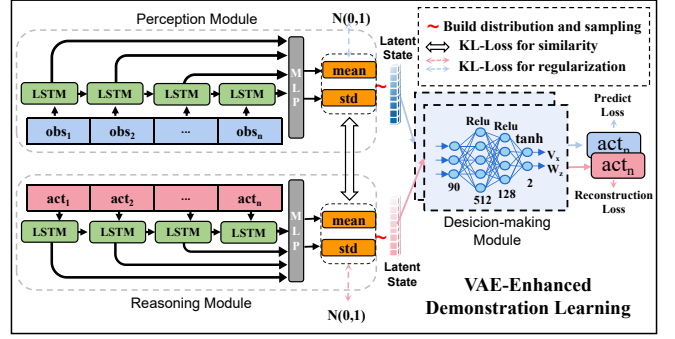 Perception Module
N(0,1)
Latent
State
~ Build distribution and sampling
KL-Loss for similarity
KL-Loss for regularization
LSTM
LSTM
LSTM
LSTM
M
L
P
mean
std
obs1
obs2
...
obsn
Relu
Relu
tanh
Vx
Wz
90
512
128
2
Predict
Loss
actn
actn
Reconstruction
Loss
Desicion-making
Module
act1
act2
...
actn
LSTM
LSTM
LSTM
LSTM
M
L
P
mean
std
Latent
State
Reasoning Module
N(0,1)
VAE-Enhanced
Demonstration Learning